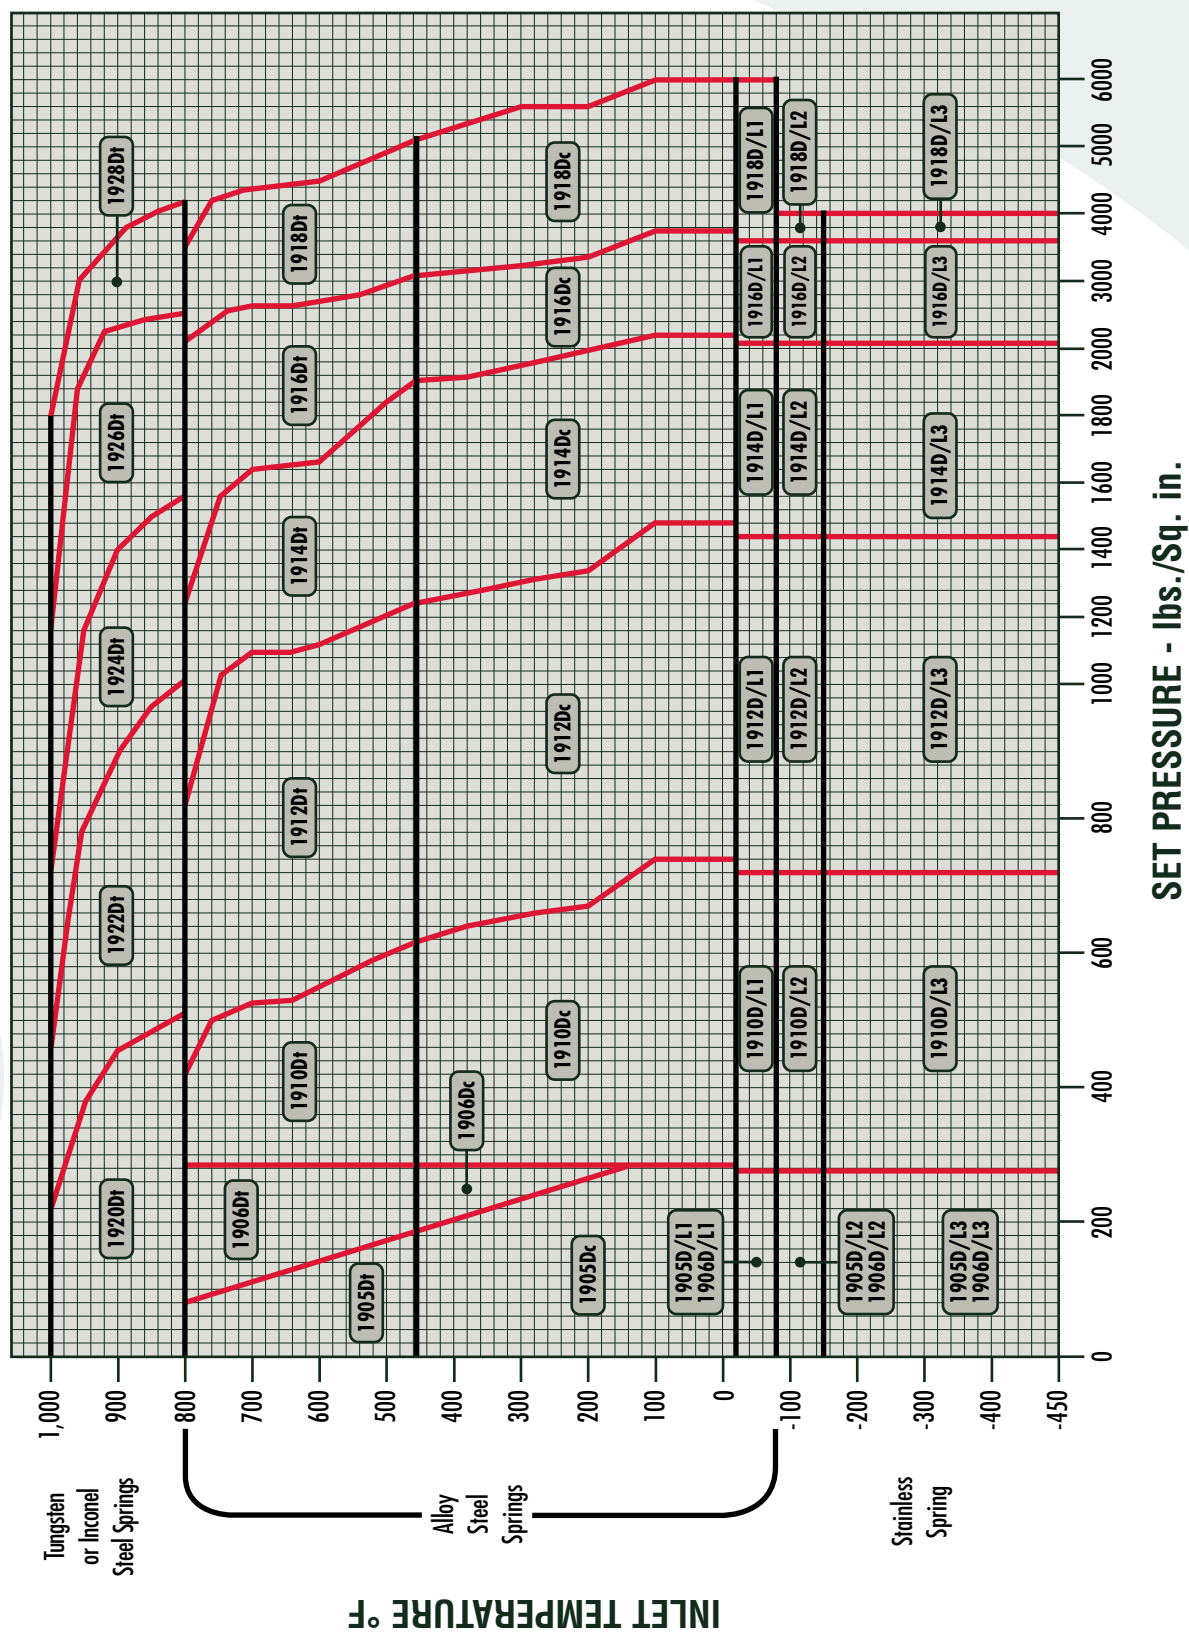 1,000
900
800
700
600
500
400
300
200
100
0
-100
-200
-300
-400
-450
INLET TEMPERATURE °F
Tungsten
or Inconel
Steel Springs
Alloy
Steel
Springs
Stainless
Spring
1920Dt
1922Dt
1924Dt
1926Dt
1928Dt
1905Dt
1906Dt
1910Dt
1912Dt
1914Dt
1916Dt
1918Dt
1905Dc
1906Dc
1910Dc
1912Dc
1914Dc
1916Dc
1918Dc
1905D/L1
1906D/L1
1910D/L1
1912D/L1
1914D/L1
1916D/L1
1918D/L1
1905D/L2
1906D/L2
1910D/L2
1912D/L2
1914D/L2
1916D/L2
1918D/L2
1905D/L3
1906D/L3
1910D/L3
1912D/L3
1914D/L3
1916D/L3
1918D/L3
0
200
400
600
800
1000
1200
1400
1600
1800
2000
3000
4000
5000
6000
SET PRESSURE - lbs./Sq. in.